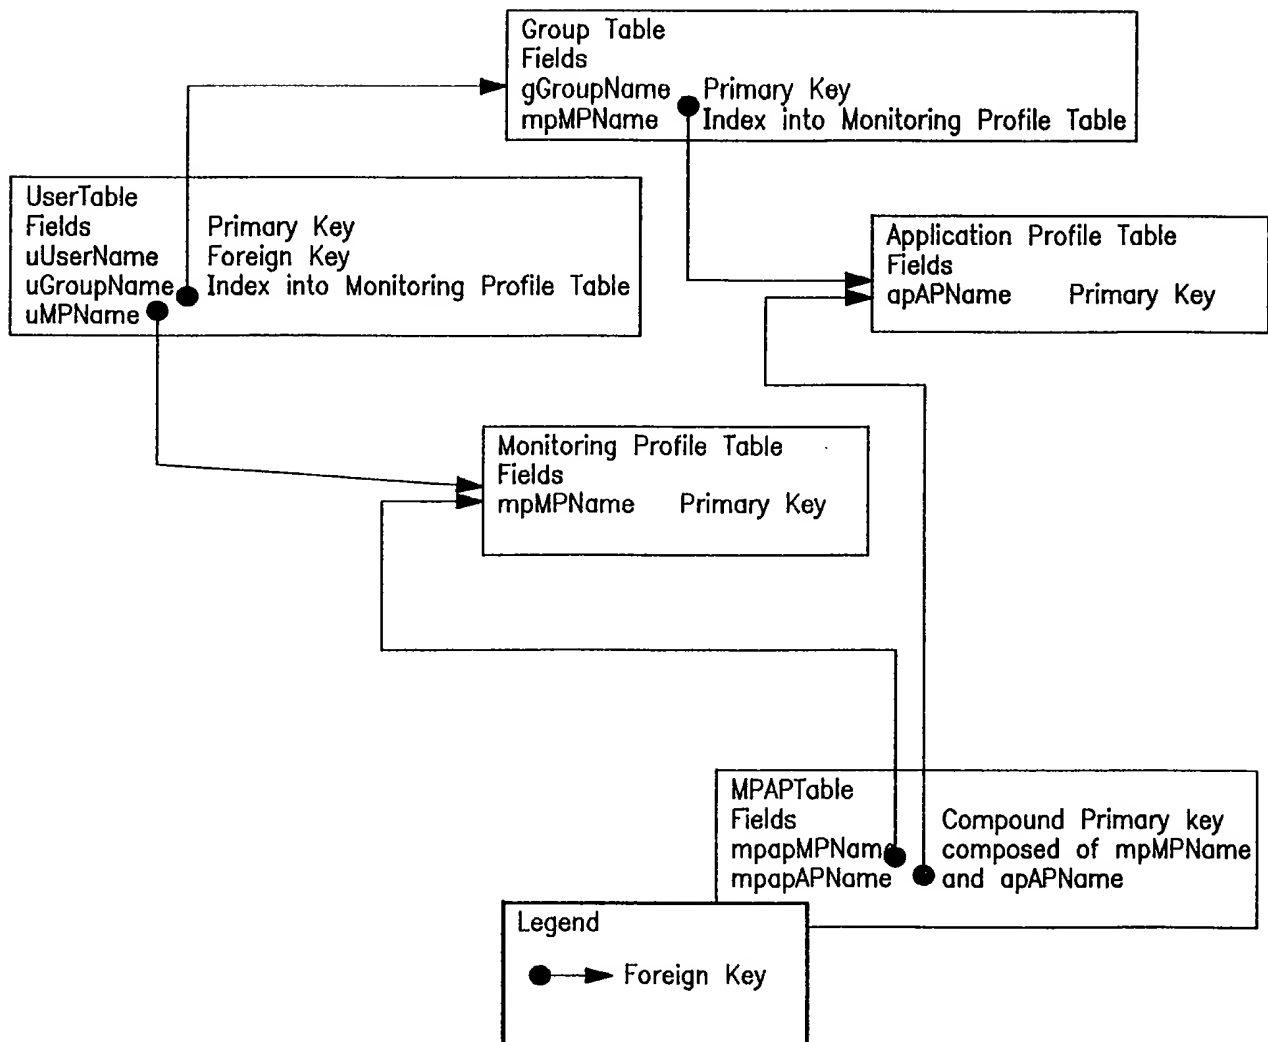 Group Table
Fields
gGroupName Primary Key
mpMPName Index into Monitoring Profile Table
UserTable
Fields Primary Key
uUserName Foreign Key
uGroupName Index into Monitoring Profile Table
uMPName
Application Profile Table
Fields
apAPName Primary Key
Monitoring Profile Table
Fields
mpMPName Primary Key
MPAPTable
Fields Compound Primary key
mpapMPName composed of mpMPName
mpapAPName and apAPName
Legend
Foreign Key